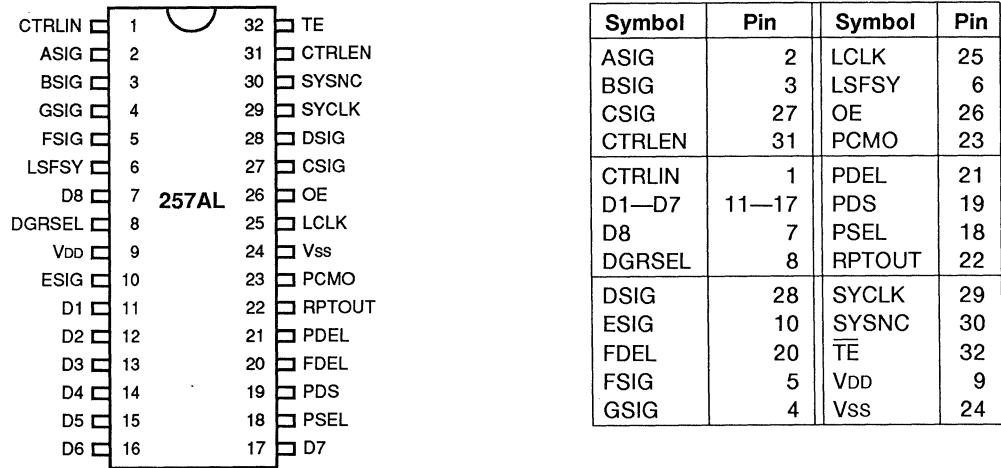 CTRLIN 1 32 TE
ASIG 2 31 CTRLEN
BSIG 3 30 SYSNC
GSIG 4 29 SYCLK
FSIG 5 28 DSIG
LSFSY 6 27 CSIG
D8 7 257AL 26 OE
DGRSEL 8 25 LCLK
VDD 9 24 VSS
ESIG 10 23 PCMO
D1 11 22 RPTOUT
D2 12 21 PDEL
D3 13 20 FDEL
D4 14 19 PDS
D5 15 18 PSEL
D6 16 17 D7
Symbol Pin Symbol Pin
ASIG 2 LCLK 25
BSIG 3 LSFSY 6
CSIG 27 OE 26
CTRLEN 31 PCMO 23
CTRLIN 1 PDEL 21
D1—D7 11—17 PDS 19
D8 7 PSEL 18
DGRSEL 8 RPTOUT 22
DSIG 28 SYCLK 29
ESIG 10 SYSNC 30
FDEL 20 T̅E̅ 32
FSIG 5 VDD 9
GSIG 4 VSS 24